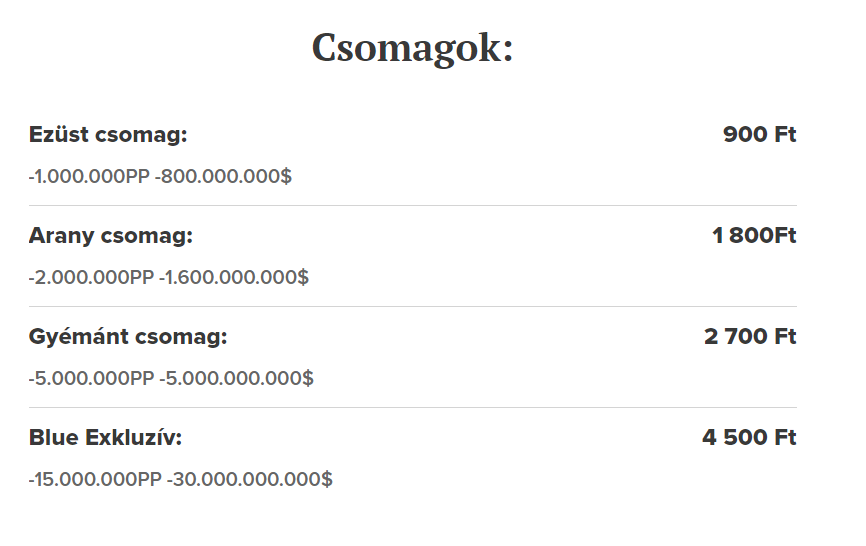 Csomagok:
Ezüst csomag: 900 Ft
-1.000.000PP -800.000.000$
Arany csomag: 1 800Ft
-2.000.000PP -1.600.000.000$
Gyémánt csomag: 2 700 Ft
-5.000.000PP -5.000.000.000$
Blue Exkluzív: 4 500 Ft
-15.000.000PP -30.000.000.000$